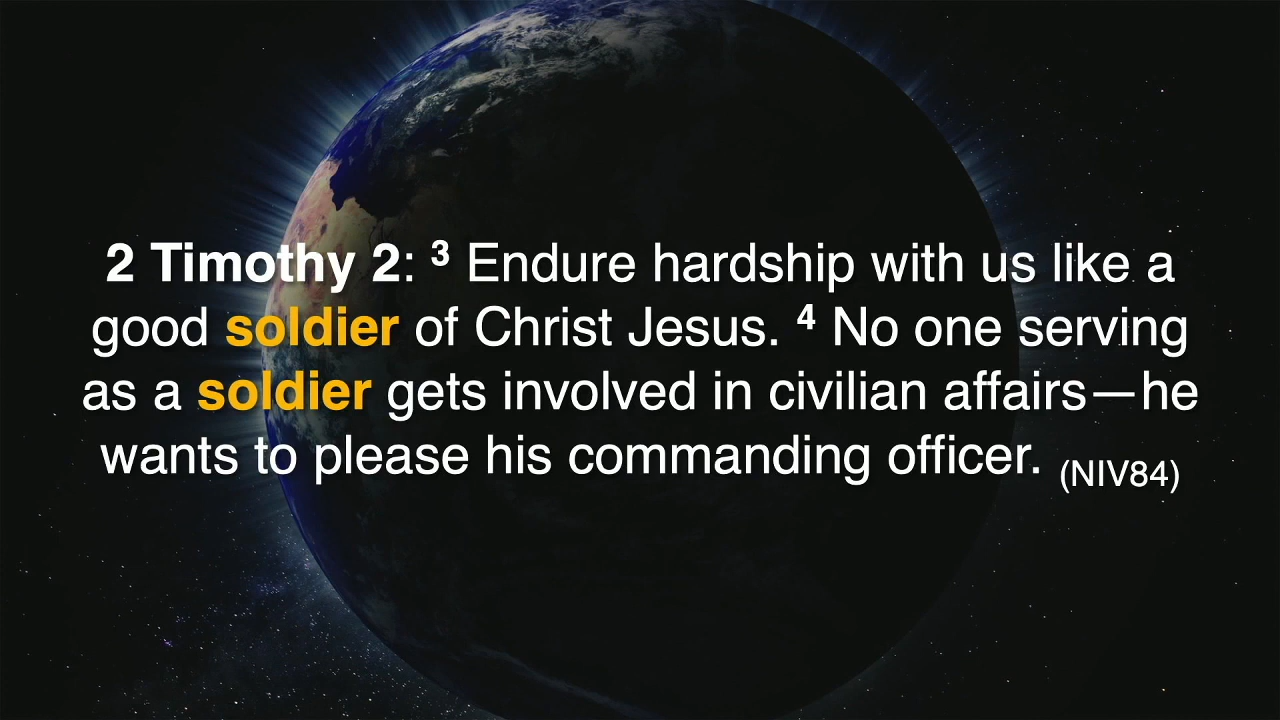 2 Timothy 2: ³ Endure hardship with us like a
good soldier of Christ Jesus. ⁴ No one serving
as a soldier gets involved in civilian affairs—he
wants to please his commanding officer. (NIV84)